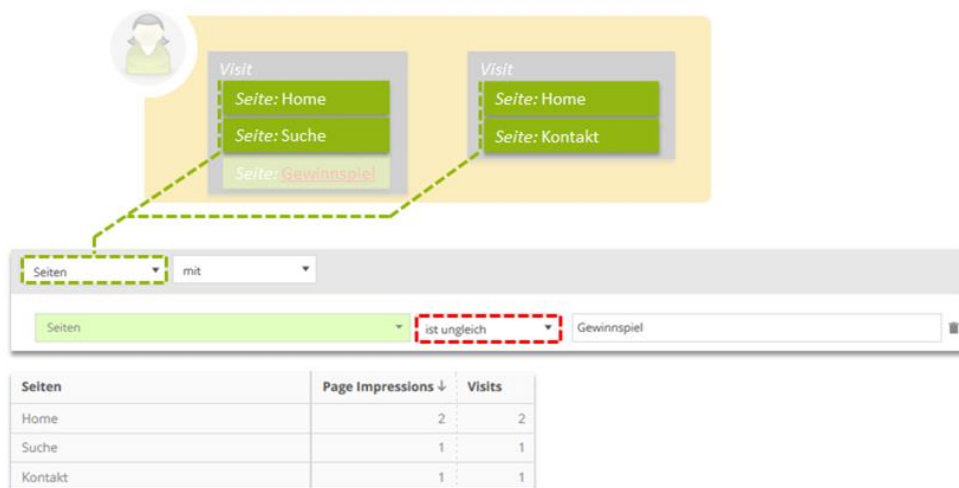 Visit Visit
Seite: Home Seite: Home
Seite: Suche Seite: Kontakt
Seite: Gewinnspiel
Seiten mit
Seiten ist ungleich Gewinnspiel
Seiten Page Impressions ↓ Visits
Home 2 2
Suche 1 1
Kontakt 1 1